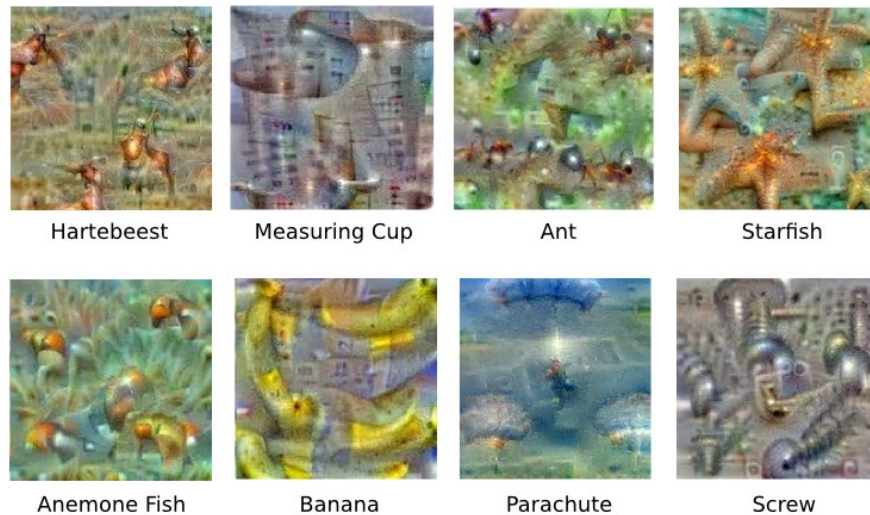 Hartebeest
Measuring Cup
Ant
Starfish
Anemone Fish
Banana
Parachute
Screw